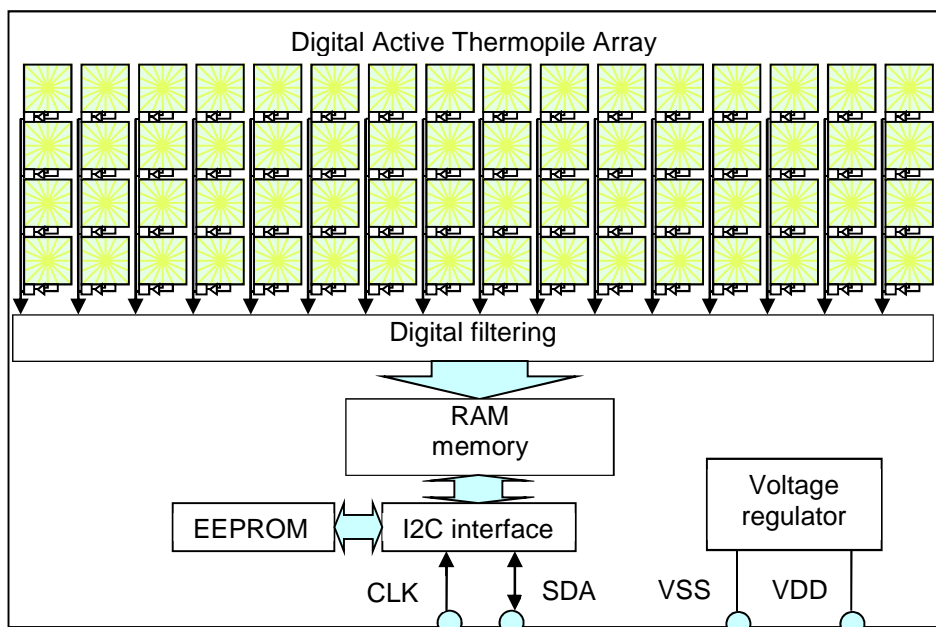 Digital Active Thermopile Array
Digital filtering
RAM
memory
Voltage
regulator
EEPROM
I2C interface
CLK
SDA
VSS
VDD